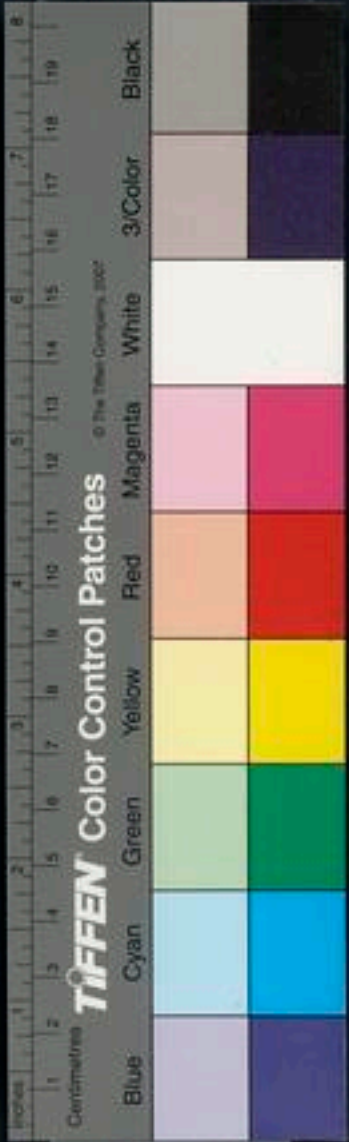 inches 1 2 3 4 5 6 7 8
Centimetres 1 2 3 4 5 6 7 8 9 10 11 12 13 14 15 16 17 18 19
TIFFEN Color Control Patches © The Tiffen Company, 2007
Blue Cyan Green Yellow Red Magenta White 3/Color Black